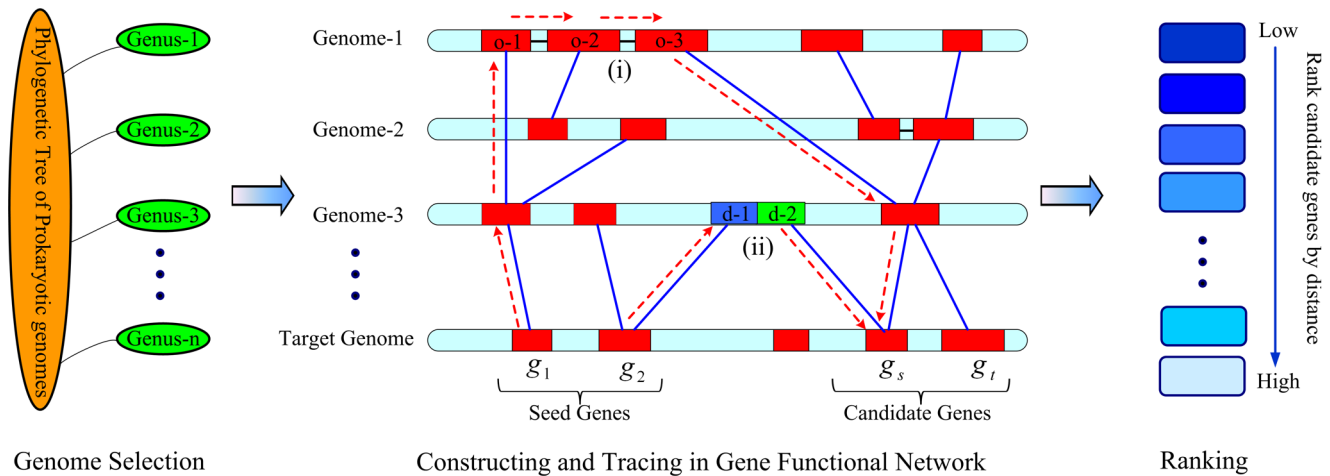 Phylogenetic Tree of Prokaryotic genomes
Genus-1
Genus-2
Genus-3
Genus-n
Genome Selection
Genome-1
o-1
o-2
o-3
(i)
Genome-2
Genome-3
d-1
d-2
(ii)
Target Genome
g1
g2
gs
gt
Seed Genes
Candidate Genes
Constructing and Tracing in Gene Functional Network
Low
Rank candidate genes by distance
High
Ranking